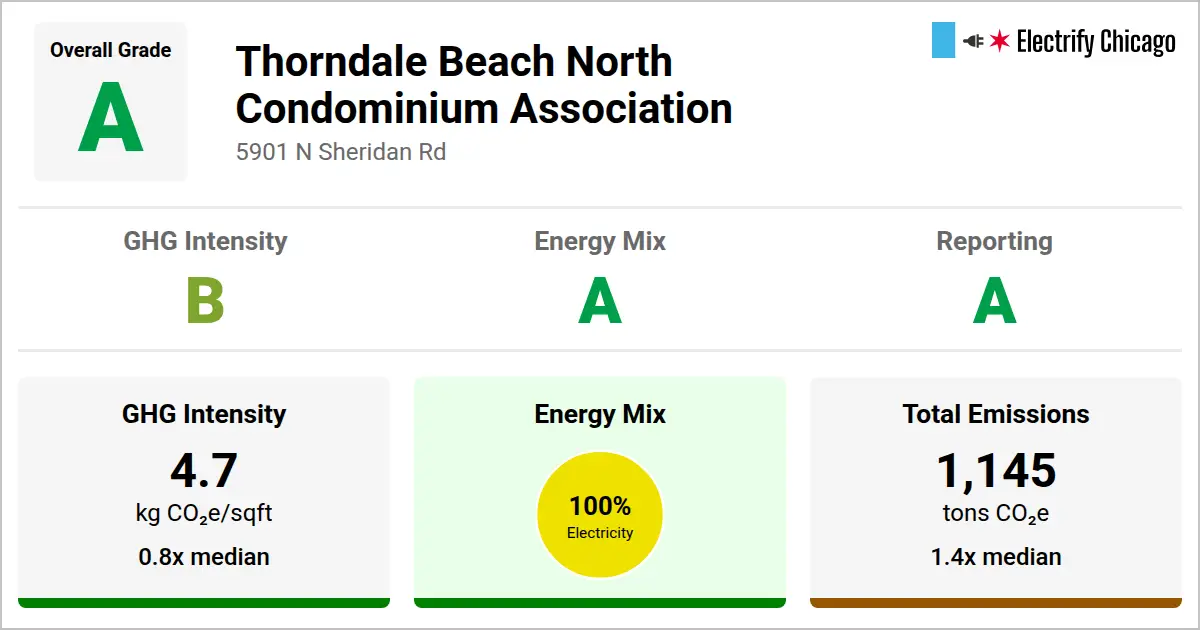 Overall Grade
A
Thorndale Beach North
Condominium Association
5901 N Sheridan Rd
Electrify Chicago
GHG Intensity
B
Energy Mix
A
Reporting
A
GHG Intensity
4.7
kg CO₂e/sqft
0.8x median
Energy Mix
100%
Electricity
Total Emissions
1,145
tons CO₂e
1.4x median